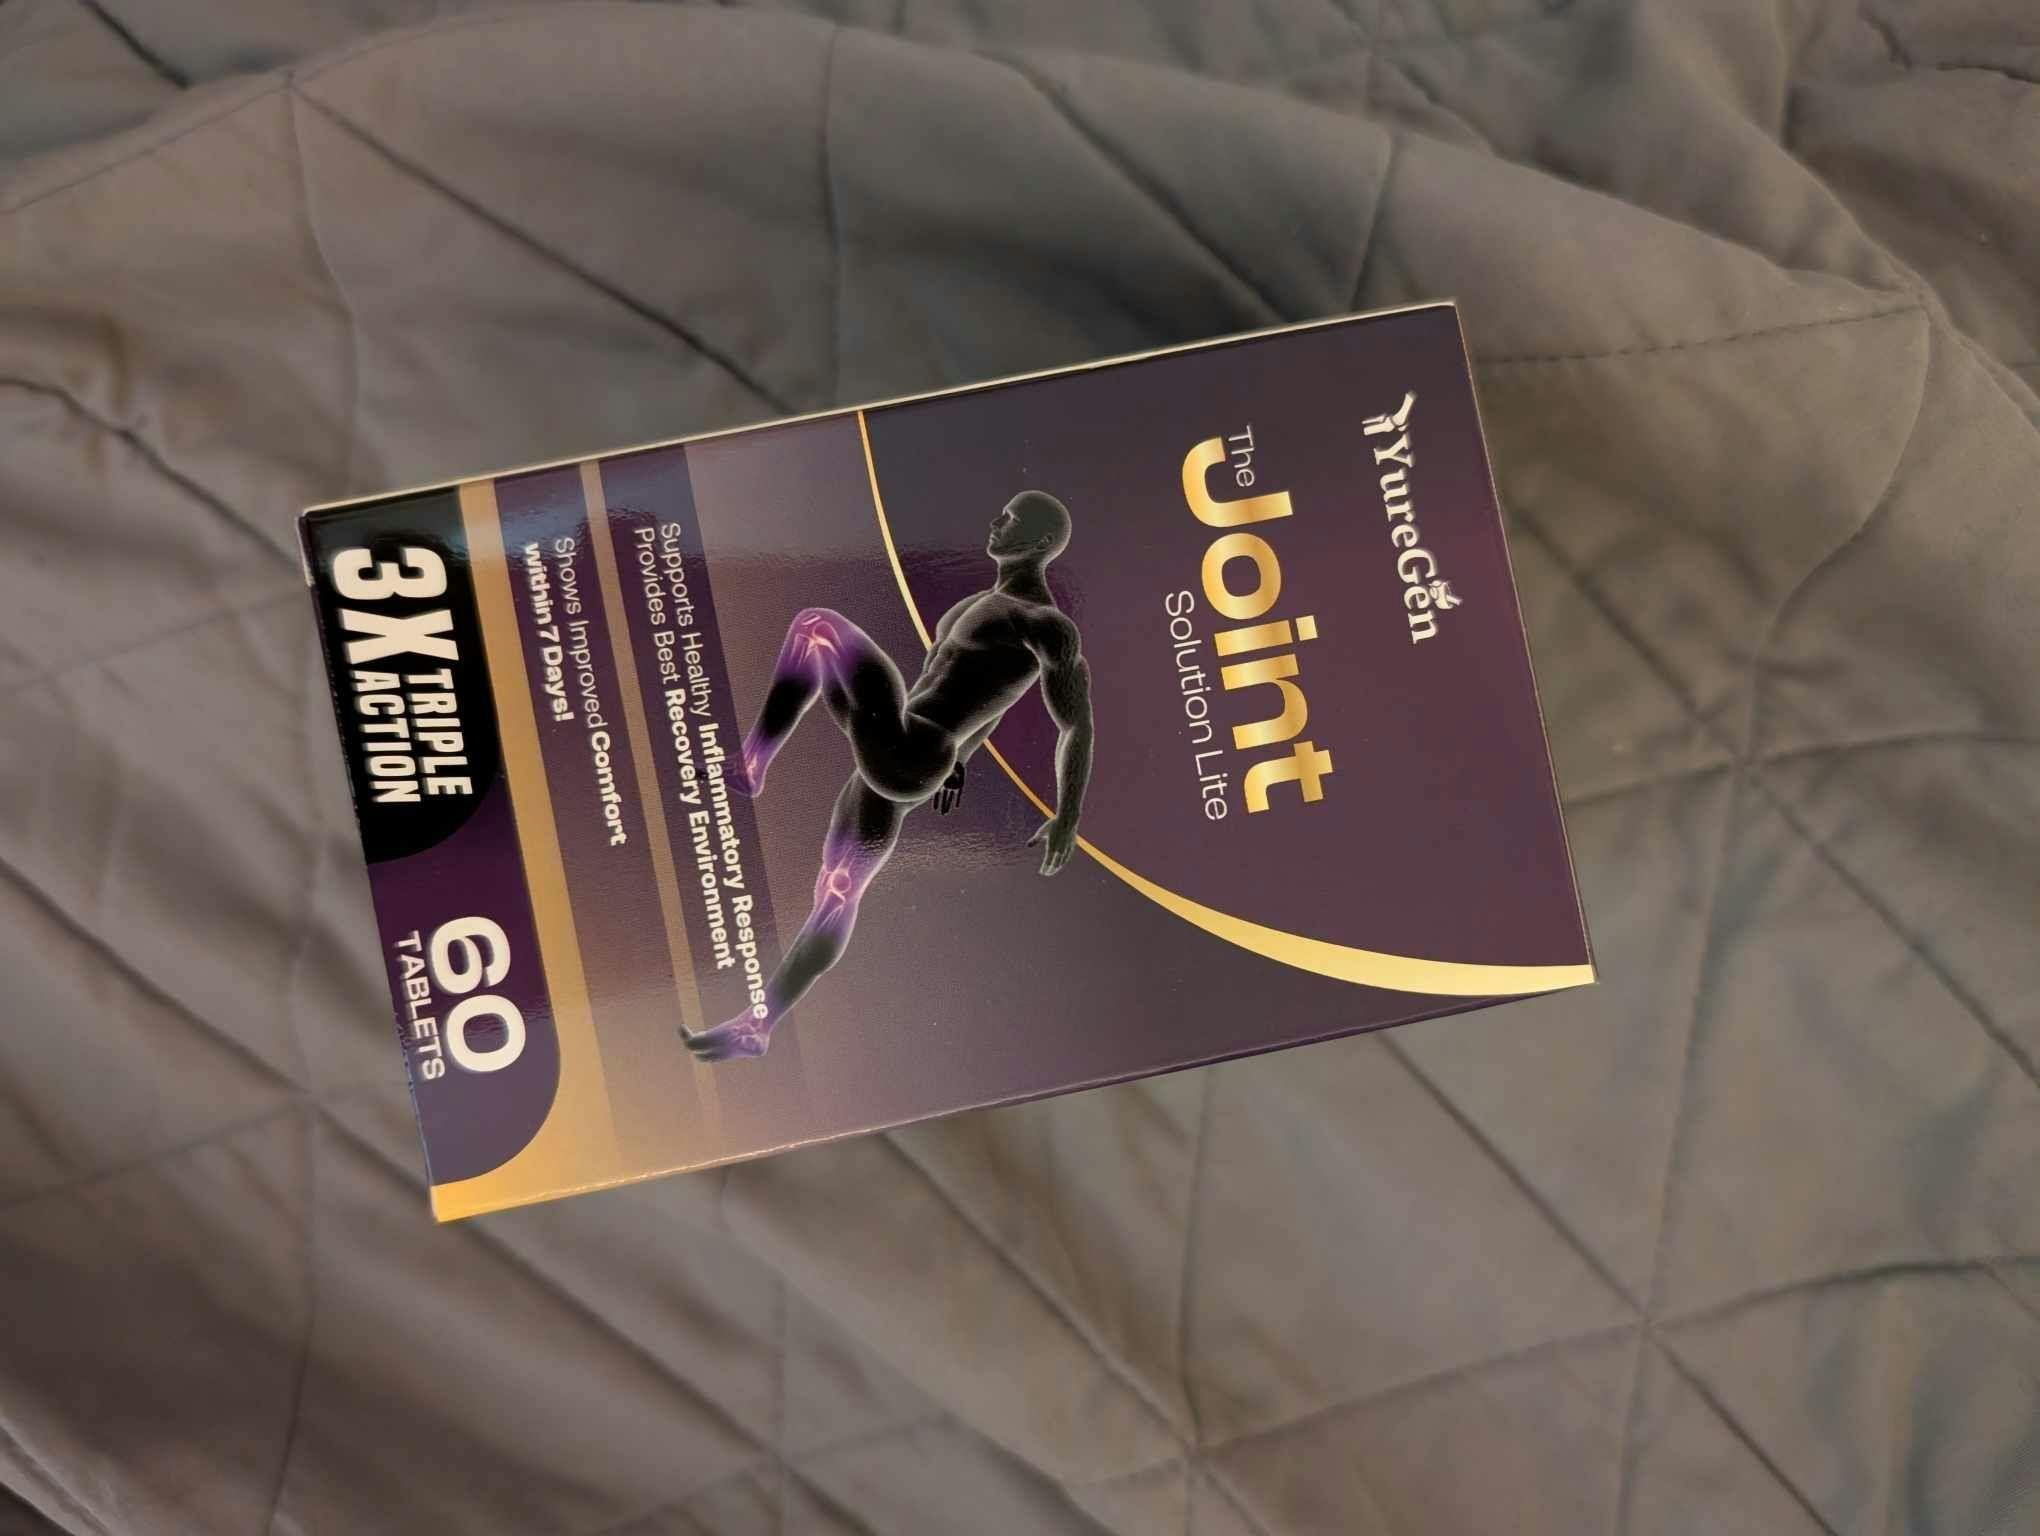 YureGen
The
Joint
Solution Lite
Supports Healthy Inflammatory Response
Provides Best Recovery Environment
Shows Improved Comfort
within 7 Days!
3X TRIPLE
ACTION
60
TABLETS